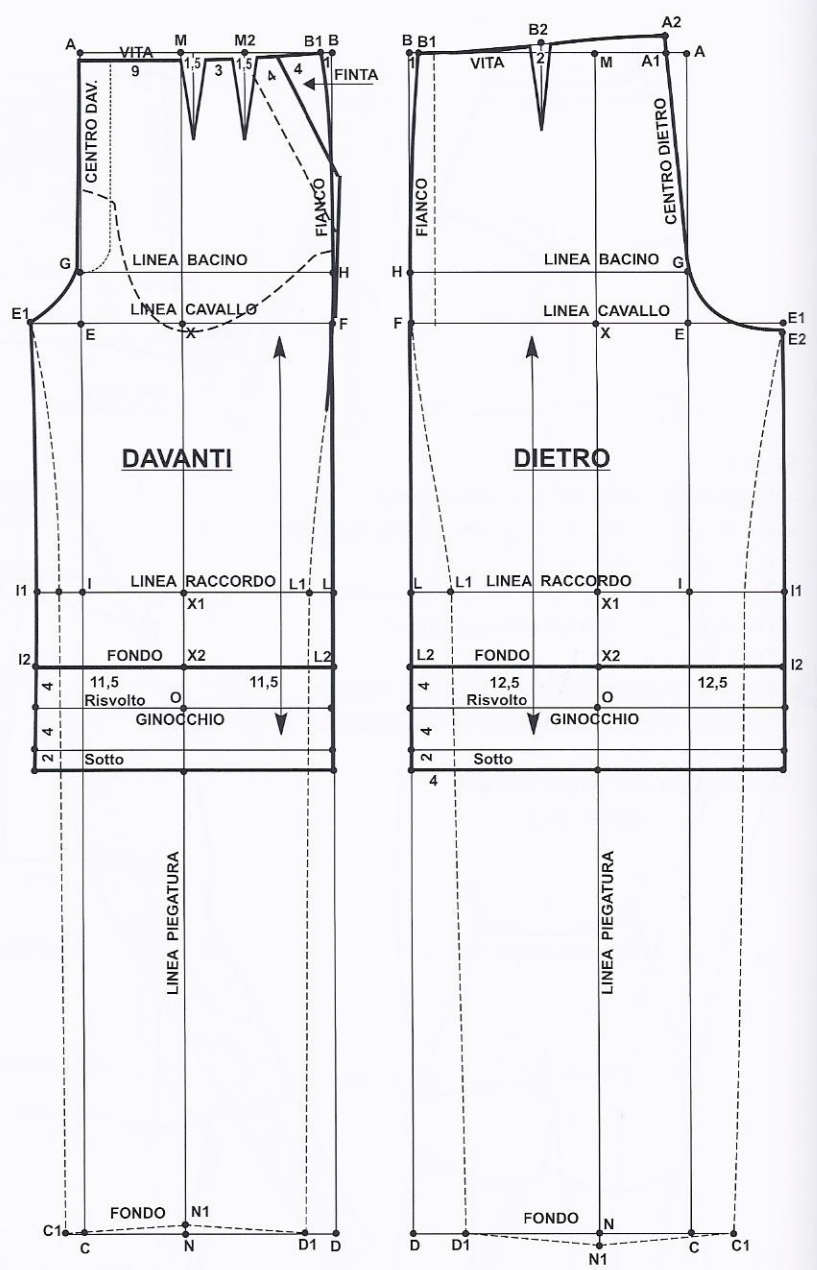 A VITA M M2 B1 B
9 1,5 3 1,5 4 4 1
FINTA
CENTRO DAV.
FIANCO
G LINEA BACINO H
E1 LINEA CAVALLO F
E X
DAVANTI
I1 I LINEA RACCORDO L1 L
X1
I2 FONDO X2 L2
4 11,5 11,5
Risvolto O
GINOCCHIO
4
2 Sotto
LINEA PIEGATURA
FONDO N1
C1 C N D1 D
B B1 B2 A2
1 VITA 2 M A1 A
CENTRO DIETRO
FIANCO
H LINEA BACINO G
F LINEA CAVALLO E1
X E E2
DIETRO
L L1 LINEA RACCORDO I I1
X1
L2 FONDO X2 I2
4 12,5 12,5
Risvolto O
GINOCCHIO
4
2 Sotto
4
LINEA PIEGATURA
FONDO N
D D1 C C1
N1